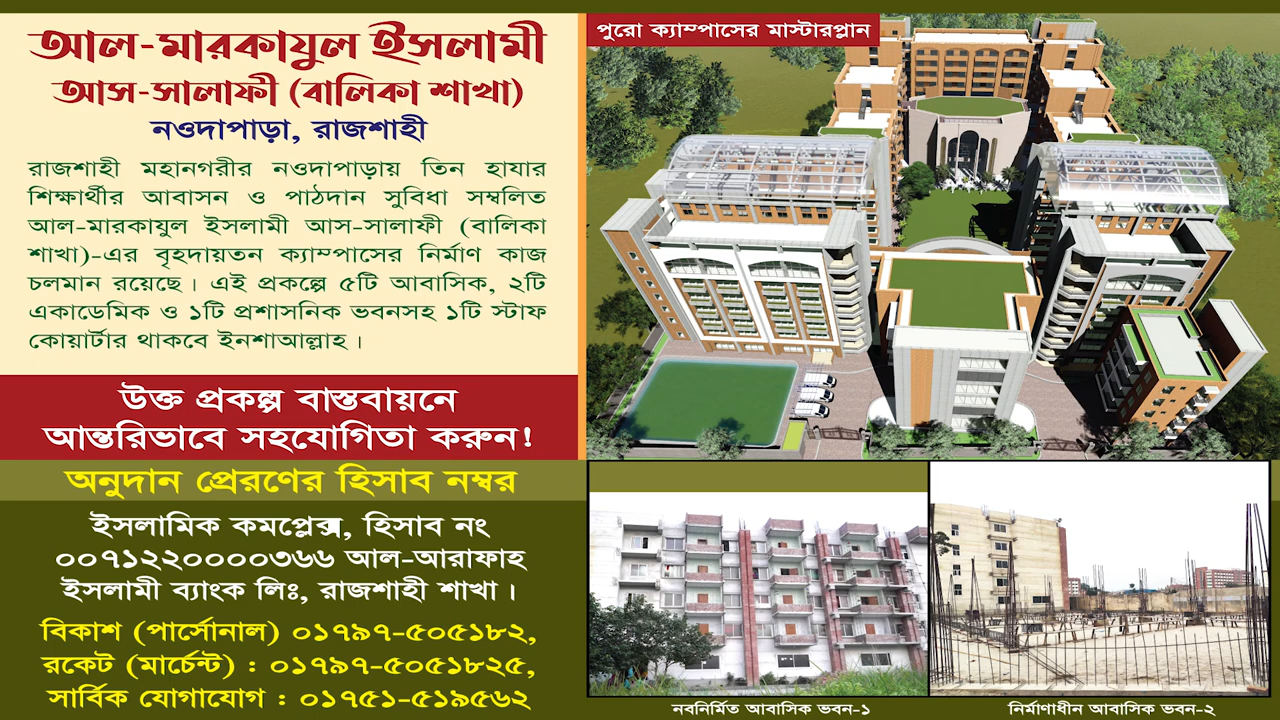 আল-মারকাযুল ইসলামী
আস-সালাফী (বালিকা শাখা)
নওদাপাড়া, রাজশাহী
রাজশাহী মহানগরীর নওদাপাড়ায় তিন হাযার
শিক্ষার্থীর আবাসন ও পাঠদান সুবিধা সম্বলিত
আল-মারকাযুল ইসলামী আস-সালাফী (বালিকা
শাখা)-এর বৃহদায়তন ক্যাম্পাসের নির্মাণ কাজ
চলমান রয়েছে। এই প্রকল্পে ৫টি আবাসিক, ২টি
একাডেমিক ও ১টি প্রশাসনিক ভবনসহ ১টি স্টাফ
কোয়ার্টার থাকবে ইনশাআল্লাহ।
উক্ত প্রকল্প বাস্তবায়নে
আন্তরিভাবে সহযোগিতা করুন!
অনুদান প্রেরণের হিসাব নম্বর
ইসলামিক কমপ্লেক্স, হিসাব নং
০০৭১২২০০০০৩৬৬ আল-আরাফাহ
ইসলামী ব্যাংক লিঃ, রাজশাহী শাখা।
বিকাশ (পার্সোনাল) ০১৭৯৭-৫০৫১৮২,
রকেট (মার্চেন্ট) : ০১৭৯৭-৫০৫১৮২৫,
সার্বিক যোগাযোগ : ০১৭৫১-৫১৯৫৬২
পুরো ক্যাম্পাসের মাস্টারপ্লান
নবনির্মিত আবাসিক ভবন-১
নির্মাণাধীন আবাসিক ভবন-২